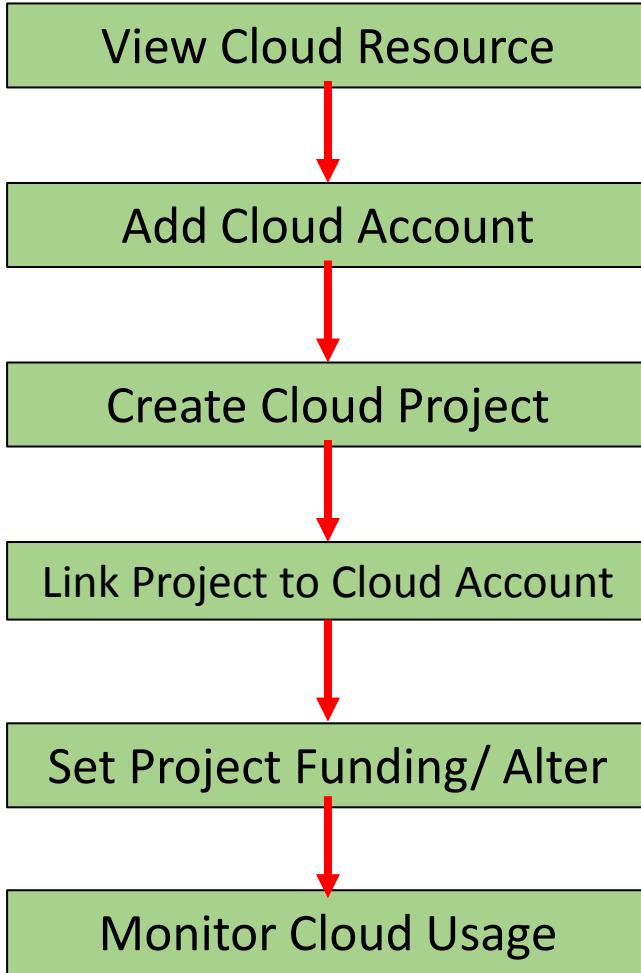 View Cloud Resource
Add Cloud Account
Create Cloud Project
Link Project to Cloud Account
Set Project Funding/ Alter
Monitor Cloud Usage